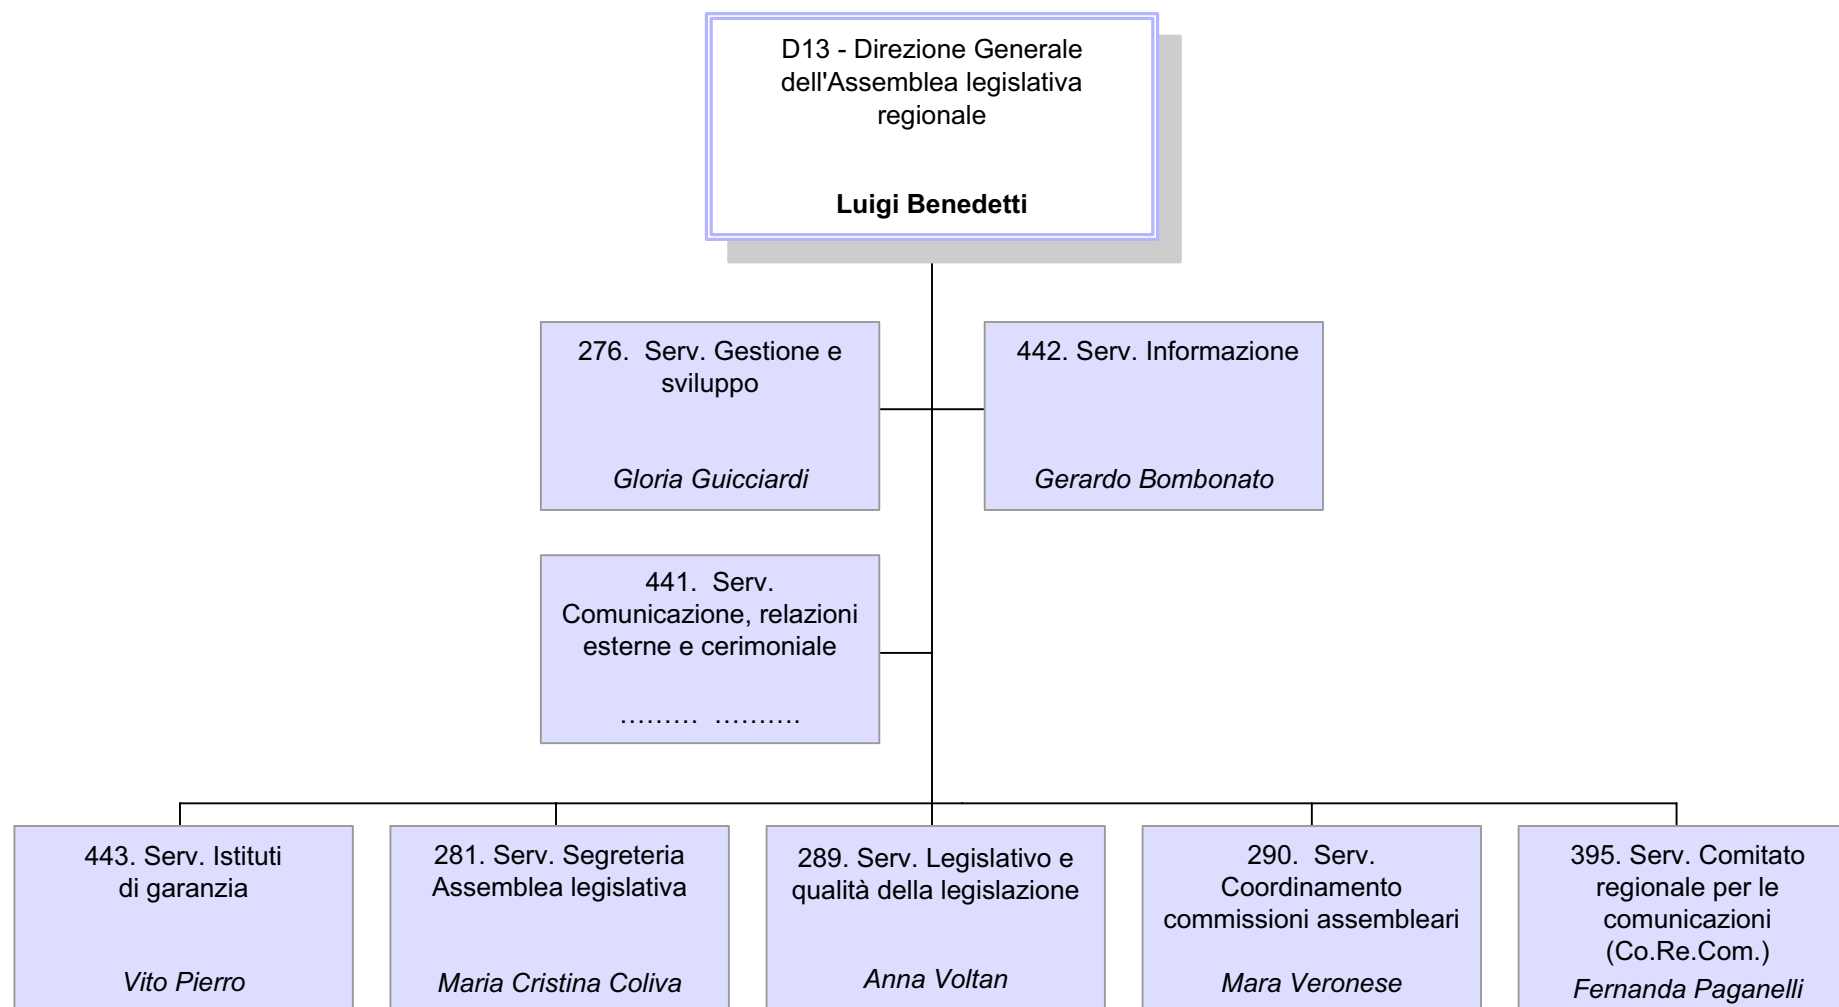 D13 - Direzione Generale
dell'Assemblea legislativa
regionale
Luigi Benedetti
276. Serv. Gestione e
sviluppo
Gloria Guicciardi
442. Serv. Informazione
Gerardo Bombonato
441. Serv.
Comunicazione, relazioni
esterne e cerimoniale
……… ……….
443. Serv. Istituti
di garanzia
Vito Pierro
281. Serv. Segreteria
Assemblea legislativa
Maria Cristina Coliva
289. Serv. Legislativo e
qualità della legislazione
Anna Voltan
290. Serv.
Coordinamento
commissioni assembleari
Mara Veronese
395. Serv. Comitato
regionale per le
comunicazioni
(Co.Re.Com.)
Fernanda Paganelli